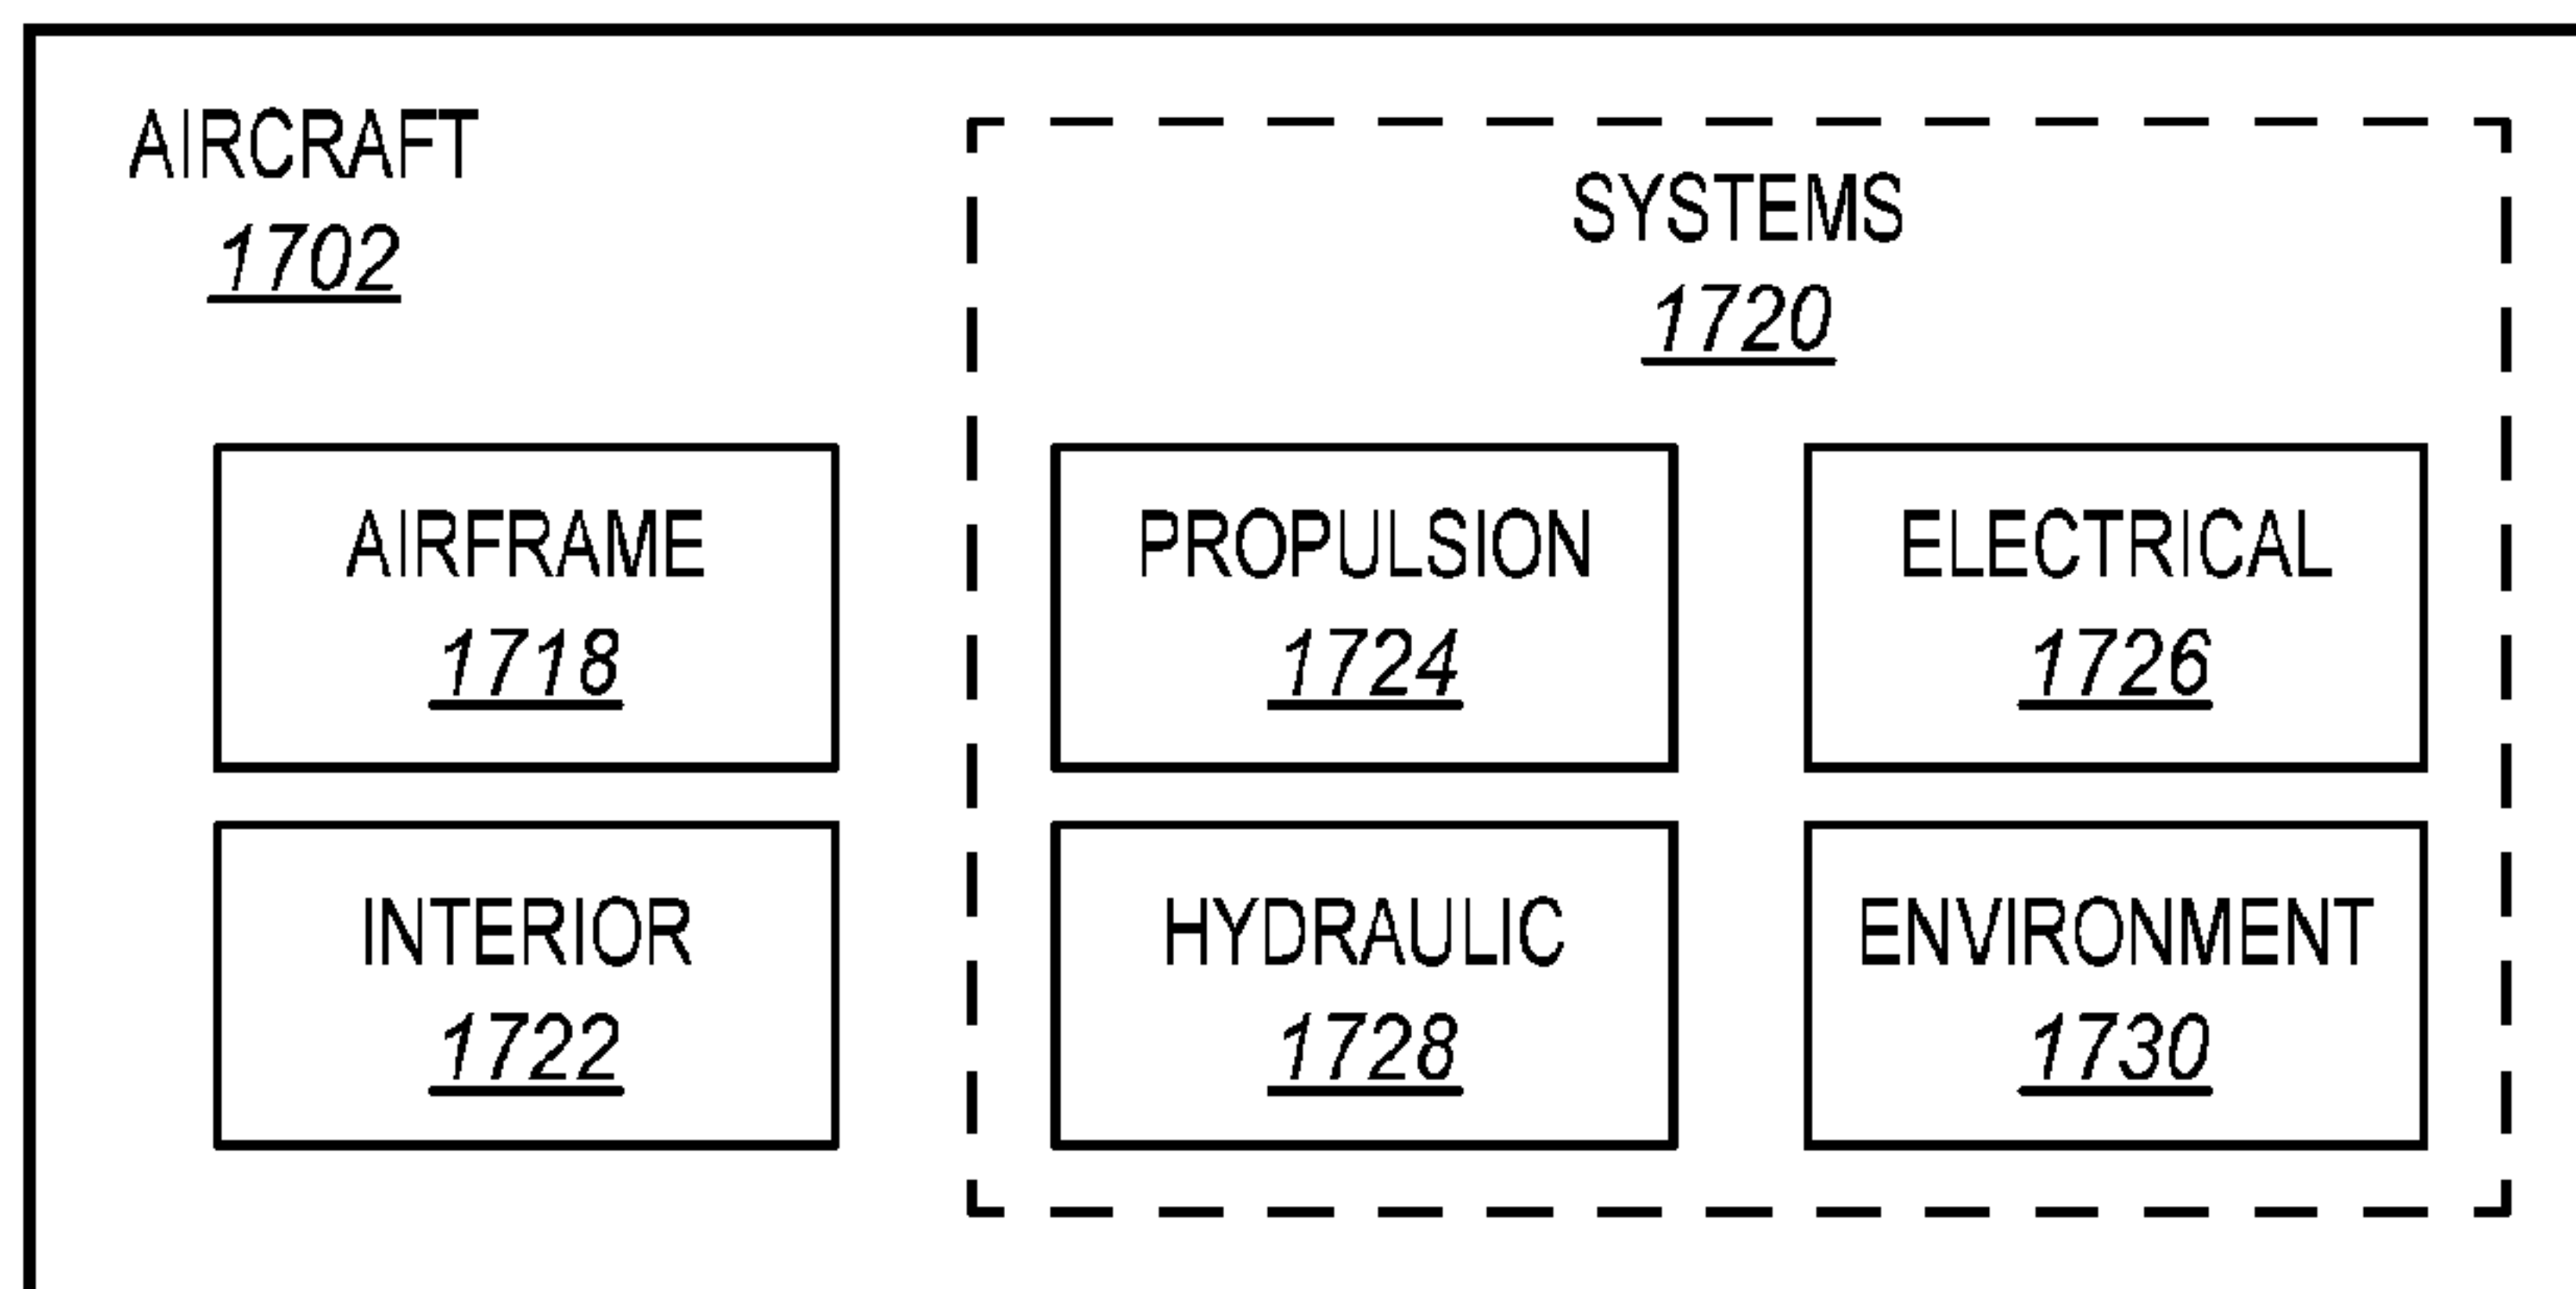 AIRCRAFT
1702
SYSTEMS
1720
AIRFRAME
1718
PROPULSION
1724
ELECTRICAL
1726
INTERIOR
1722
HYDRAULIC
1728
ENVIRONMENT
1730